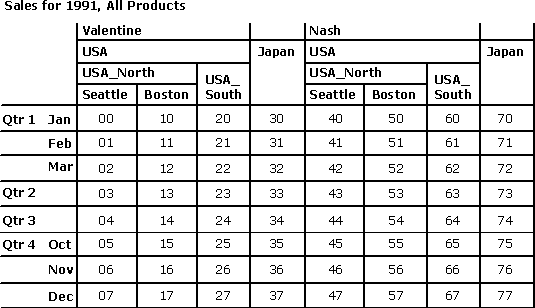 Sales for 1991, All Products
Valentine Nash
USA Japan USA Japan
USA_North USA_ South USA_North USA_ South
Seattle Boston Seattle Boston
Qtr 1 Jan 00 10 20 30 40 50 60 70
Feb 01 11 21 31 41 51 61 71
Mar 02 12 22 32 42 52 62 72
Qtr 2 03 13 23 33 43 53 63 73
Qtr 3 04 14 24 34 44 54 64 74
Qtr 4 Oct 05 15 25 35 45 55 65 75
Nov 06 16 26 36 46 56 66 76
Dec 07 17 27 37 47 57 67 77